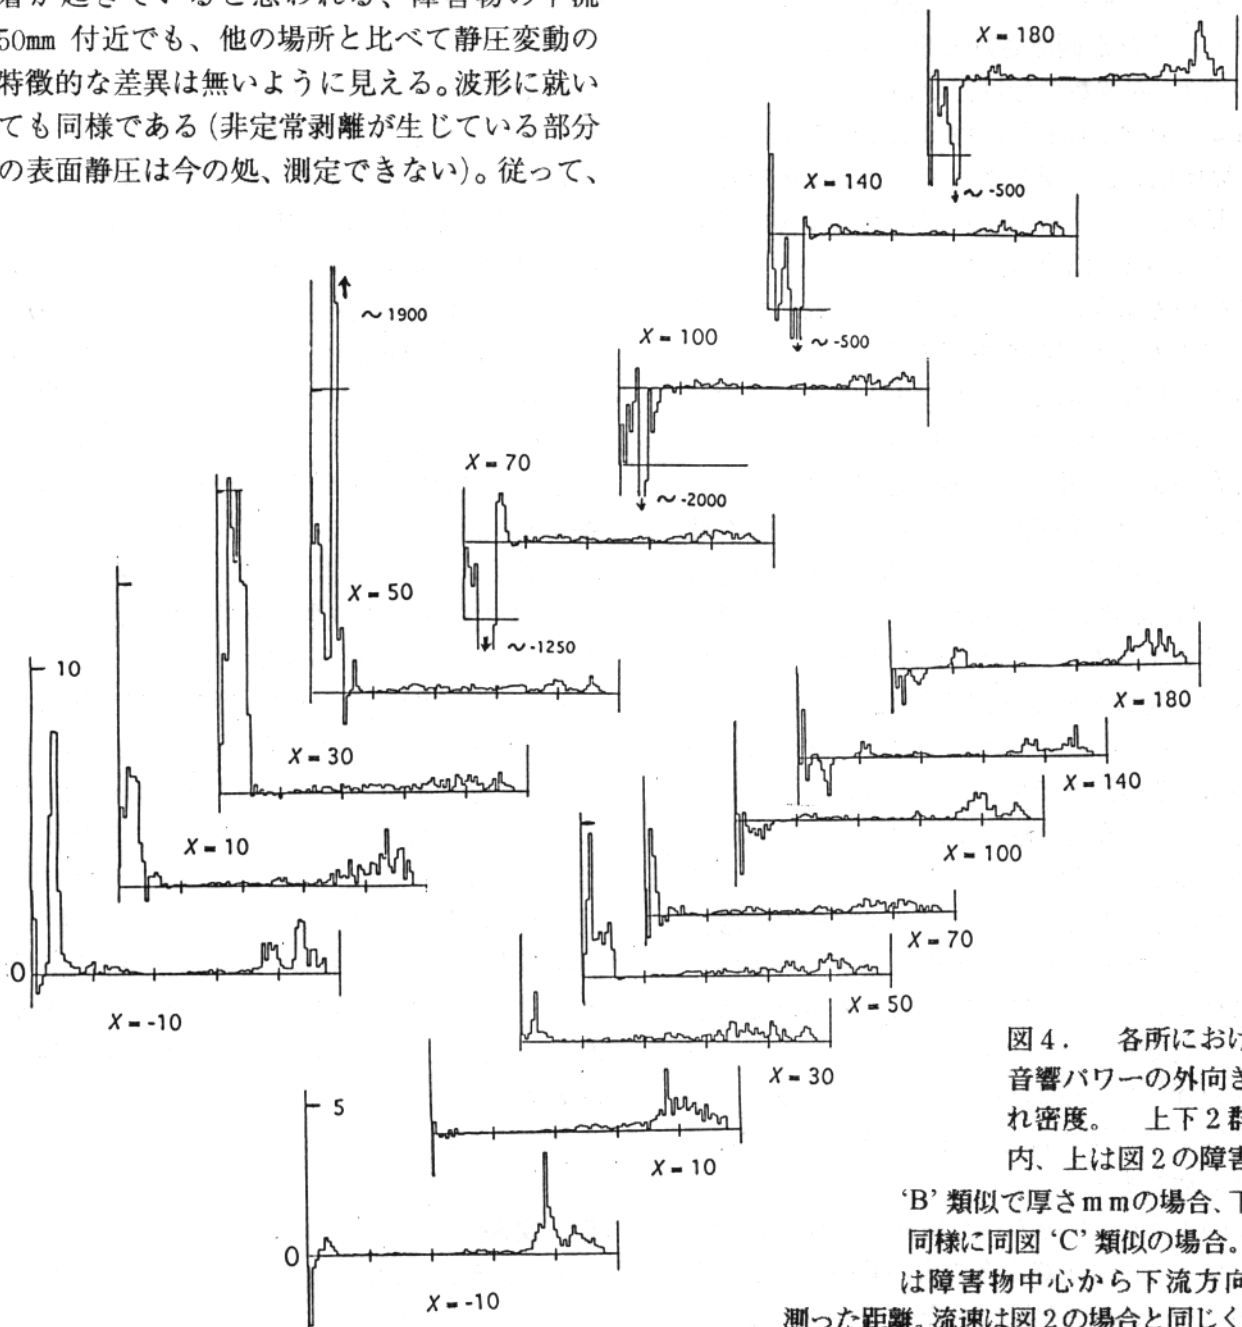 着が起きていると思われる、障害物の下流
50mm 付近でも、他の場所と比べて静圧変動の
特徴的な差異は無いように見える。波形に就い
ても同様である（非定常剥離が生じている部分
の表面静圧は今の処、測定できない）。従って、
X = 180
~ -500
X = 140
~ -500
~ 1900
X = 100
~ -2000
X = 70
~ -1250
X = 50
X = 30
X = 10
10
0
X = -10
X = 180
X = 140
X = 100
X = 70
X = 50
X = 30
X = 10
5
0
X = -10
図4． 各所におけ
音響パワーの外向き
れ密度。 上下2群
内、上は図2の障害
‘B’ 類似で厚さmmの場合、下
同様に同図 ‘C’ 類似の場合。
は障害物中心から下流方向
測った距離。流速は図2の場合と同じく